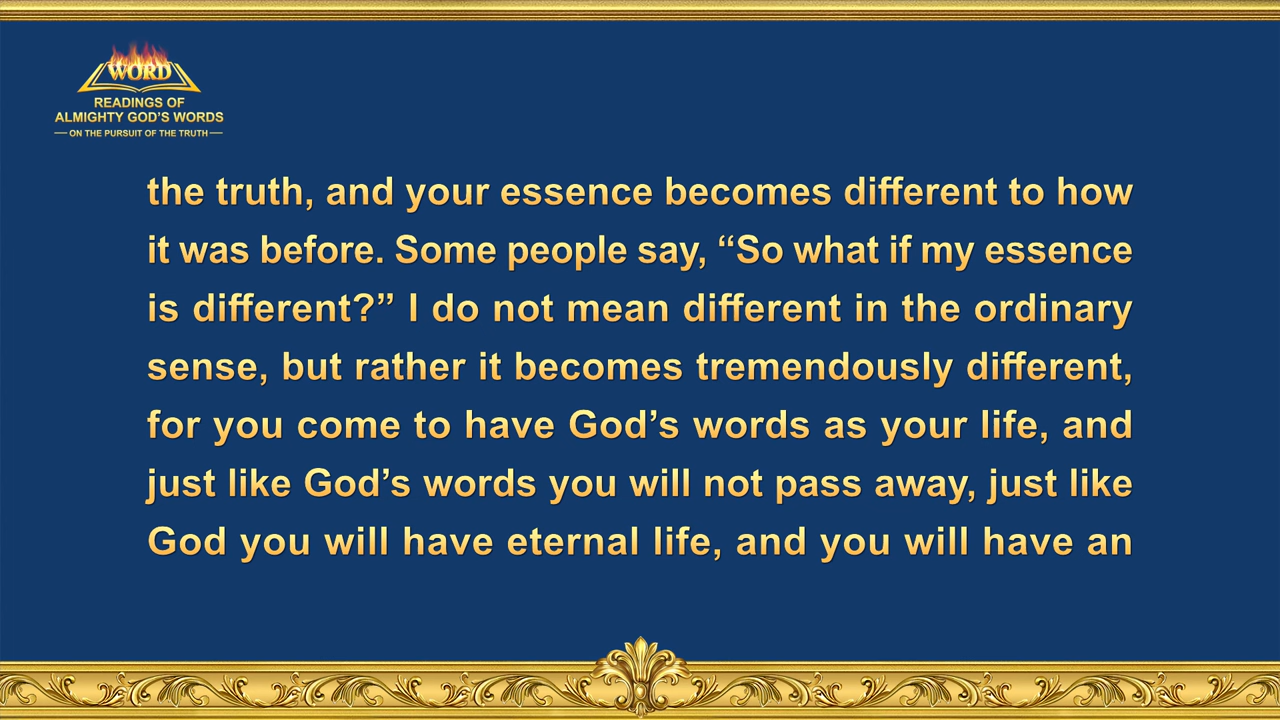 WORD
READINGS OF
ALMIGHTY GOD'S WORDS
— ON THE PURSUIT OF THE TRUTH —
the truth, and your essence becomes different to how
it was before. Some people say, “So what if my essence
is different?” I do not mean different in the ordinary
sense, but rather it becomes tremendously different,
for you come to have God’s words as your life, and
just like God’s words you will not pass away, just like
God you will have eternal life, and you will have an